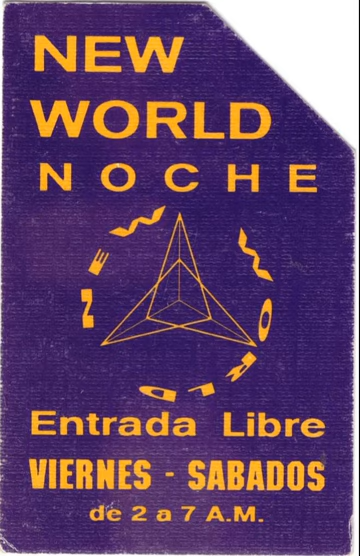 NEW
WORLD
NOCHE
NEW WORLD
Entrada Libre
VIERNES - SABADOS
de 2 a 7 A.M.